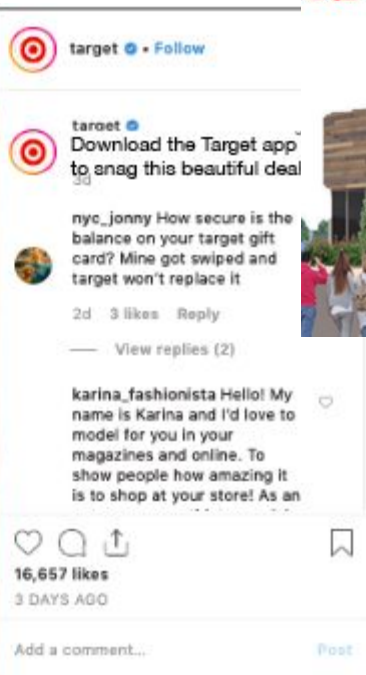 target • Follow
target
Download the Target app
to snag this beautiful deal
3d
nyc_jonny How secure is the
balance on your target gift
card? Mine got swiped and
target won't replace it
2d 3 likes Reply
View replies (2)
karina_fashionista Hello! My
name is Karina and I'd love to
model for you in your
magazines and online. To
show people how amazing it
is to shop at your store! As an
16,657 likes
3 DAYS AGO
Add a comment... Post